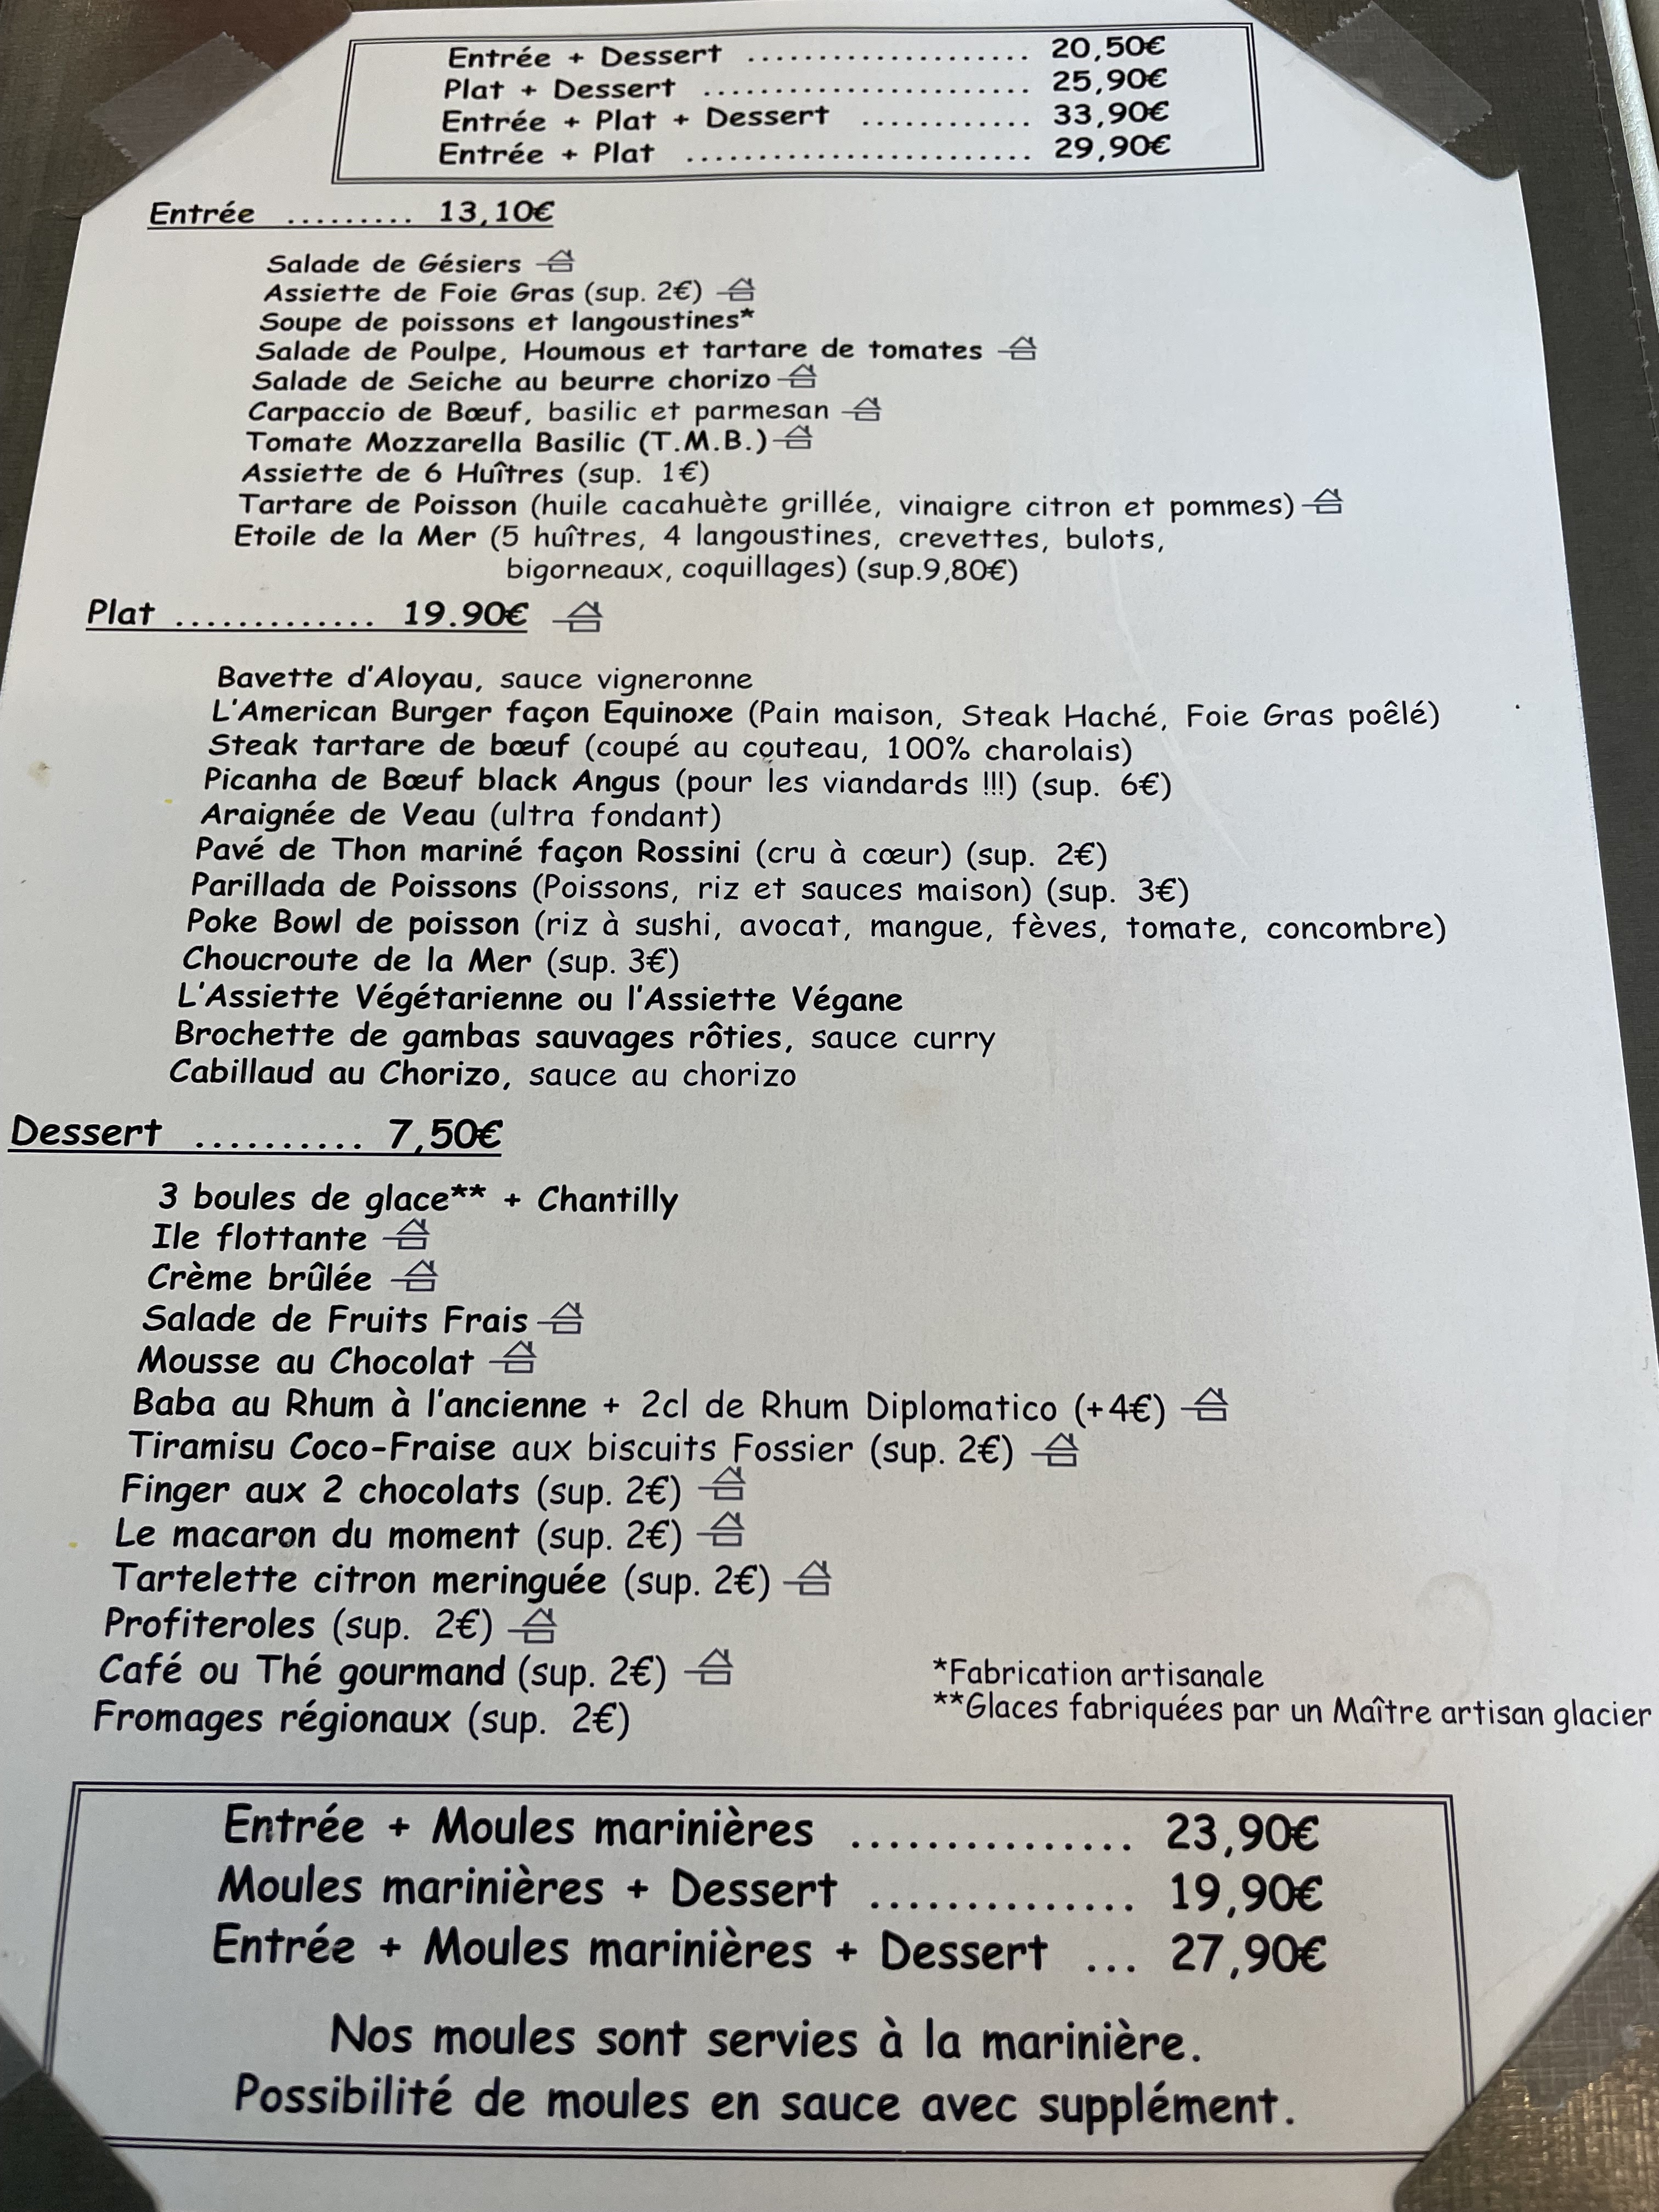 Entrée + Dessert .................... 20,50€
Plat + Dessert ....................... 25,90€
Entrée + Plat + Dessert ............ 33,90€
Entrée + Plat ........................ 29,90€
Entrée ......... 13,10€
Salade de Gésiers
Assiette de Foie Gras (sup. 2€)
Soupe de poissons et langoustines*
Salade de Poulpe, Houmous et tartare de tomates
Salade de Seiche au beurre chorizo
Carpaccio de Bœuf, basilic et parmesan
Tomate Mozzarella Basilic (T.M.B.)
Assiette de 6 Huîtres (sup. 1€)
Tartare de Poisson (huile cacahuète grillée, vinaigre citron et pommes)
Etoile de la Mer (5 huîtres, 4 langoustines, crevettes, bulots,
bigorneaux, coquillages) (sup.9,80€)
Plat ............. 19.90€
Bavette d'Aloyau, sauce vigneronne
L'American Burger façon Equinoxe (Pain maison, Steak Haché, Foie Gras poêlé)
Steak tartare de bœuf (coupé au couteau, 100% charolais)
Picanha de Bœuf black Angus (pour les viandards !!!) (sup. 6€)
Araignée de Veau (ultra fondant)
Pavé de Thon mariné façon Rossini (cru à cœur) (sup. 2€)
Parillada de Poissons (Poissons, riz et sauces maison) (sup. 3€)
Poke Bowl de poisson (riz à sushi, avocat, mangue, fèves, tomate, concombre)
Choucroute de la Mer (sup. 3€)
L'Assiette Végétarienne ou l'Assiette Végane
Brochette de gambas sauvages rôties, sauce curry
Cabillaud au Chorizo, sauce au chorizo
Dessert .......... 7,50€
3 boules de glace** + Chantilly
Ile flottante
Crème brûlée
Salade de Fruits Frais
Mousse au Chocolat
Baba au Rhum à l'ancienne + 2cl de Rhum Diplomatico (+4€)
Tiramisu Coco-Fraise aux biscuits Fossier (sup. 2€)
Finger aux 2 chocolats (sup. 2€)
Le macaron du moment (sup. 2€)
Tartelette citron meringuée (sup. 2€)
Profiteroles (sup. 2€)
Café ou Thé gourmand (sup. 2€)
Fromages régionaux (sup. 2€)
*Fabrication artisanale
**Glaces fabriquées par un Maître artisan glacier
Entrée + Moules marinières ............... 23,90€
Moules marinières + Dessert .............. 19,90€
Entrée + Moules marinières + Dessert ... 27,90€
Nos moules sont servies à la marinière.
Possibilité de moules en sauce avec supplément.